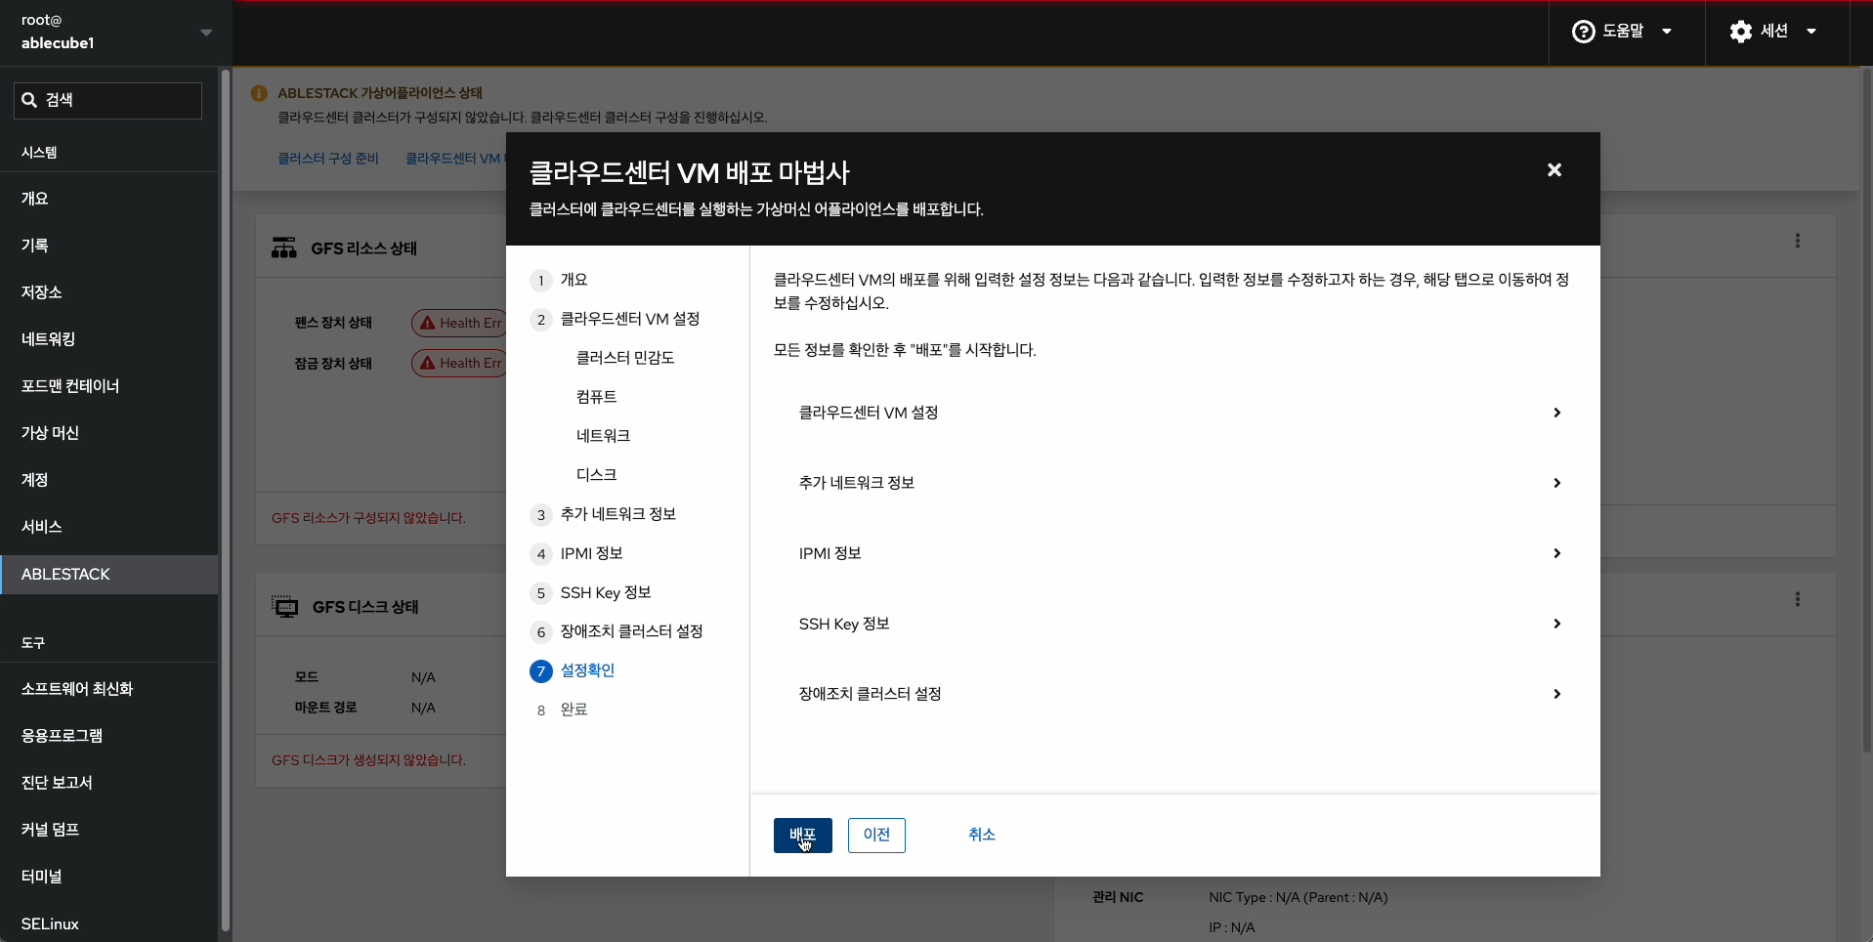 root@
ablecube1
도움말
세션
검색
시스템
개요
기록
저장소
네트워킹
포드맨 컨테이너
가상 머신
계정
서비스
ABLESTACK
도구
소프트웨어 최신화
응용프로그램
진단 보고서
커널 덤프
터미널
SELinux
ABLESTACK 가상어플라이언스 상태
클라우드센터 클러스터가 구성되지 않았습니다. 클라우드센터 클러스터 구성을 진행하십시오.
클러스터 구성 준비 클라우드센터 VM
GFS 리소스 상태
펜스 장치 상태 Health Err
잠금 장치 상태 Health Err
GFS 리소스가 구성되지 않았습니다.
GFS 디스크 상태
모드 N/A
마운트 경로 N/A
GFS 디스크가 생성되지 않았습니다.
클라우드센터 VM 배포 마법사
클러스터에 클라우드센터를 실행하는 가상머신 어플라이언스를 배포합니다.
1 개요
2 클라우드센터 VM 설정
클러스터 민감도
컴퓨트
네트워크
디스크
3 추가 네트워크 정보
4 IPMI 정보
5 SSH Key 정보
6 장애조치 클러스터 설정
7 설정확인
8 완료
클라우드센터 VM의 배포를 위해 입력한 설정 정보는 다음과 같습니다. 입력한 정보를 수정하고자 하는 경우, 해당 탭으로 이동하여 정
보를 수정하십시오.
모든 정보를 확인한 후 "배포"를 시작합니다.
클라우드센터 VM 설정
추가 네트워크 정보
IPMI 정보
SSH Key 정보
장애조치 클러스터 설정
배포 이전 취소
관리 NIC NIC Type : N/A (Parent : N/A)
IP : N/A